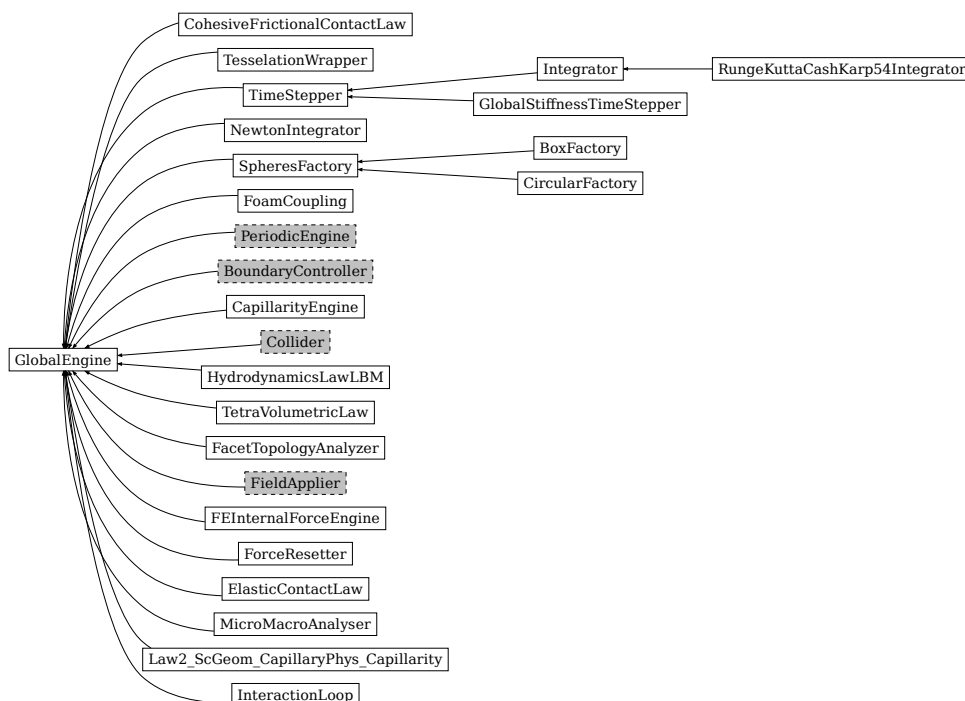 CohesiveFrictionalContactLaw
TesselationWrapper
Integrator
RungeKuttaCashKarp54Integrator
TimeStepper
GlobalStiffnessTimeStepper
NewtonIntegrator
BoxFactory
SpheresFactory
CircularFactory
FoamCoupling
PeriodicEngine
BoundaryController
CapillarityEngine
Collider
GlobalEngine
HydrodynamicsLawLBM
TetraVolumetricLaw
FacetTopologyAnalyzer
FieldApplier
FEInternalForceEngine
ForceResetter
ElasticContactLaw
MicroMacroAnalyser
Law2_ScGeom_CapillaryPhys_Capillarity
InteractionLoop